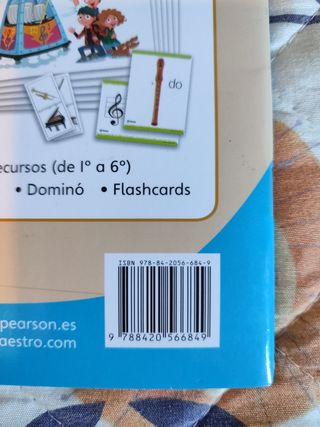 do
ecursos (de 1º a 6º)
• Dominó • Flashcards
ISBN 978-84-2056-684-9
9 788420 566849
pearson.es
aestro.com